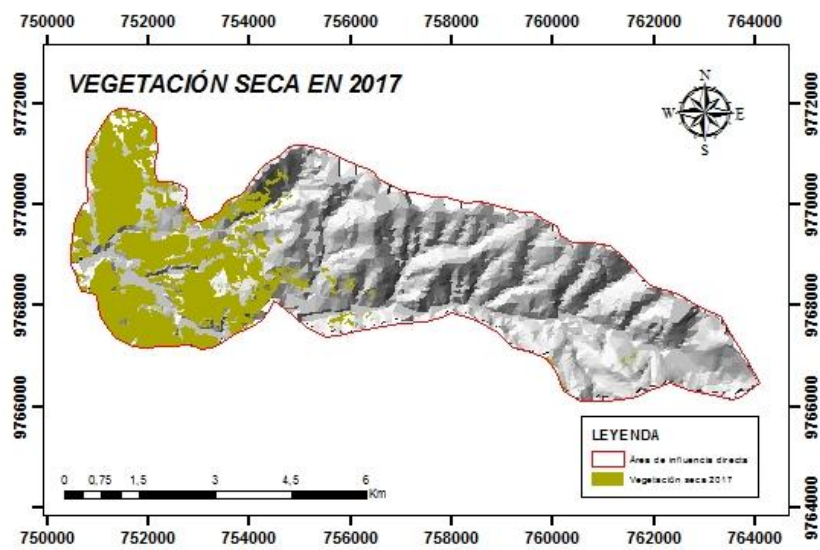 750000 752000 754000 756000 758000 760000 762000 764000
VEGETACIÓN SECA EN 2017
N
W E
S
9772000 9772000
9770000 9770000
9768000 9768000
9766000 9766000
9764000 9764000
LEYENDA
Área de influencia directa
Vegetación seca 2017
0 0,75 1,5 3 4,5 6
Km
750000 752000 754000 756000 758000 760000 762000 764000